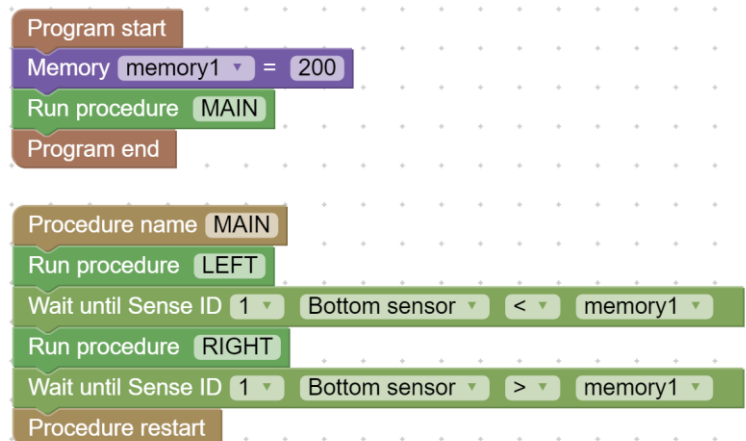 Program start
Memory memory1 = 200
Run procedure MAIN
Program end
Procedure name MAIN
Run procedure LEFT
Wait until Sense ID 1 Bottom sensor < memory1
Run procedure RIGHT
Wait until Sense ID 1 Bottom sensor > memory1
Procedure restart